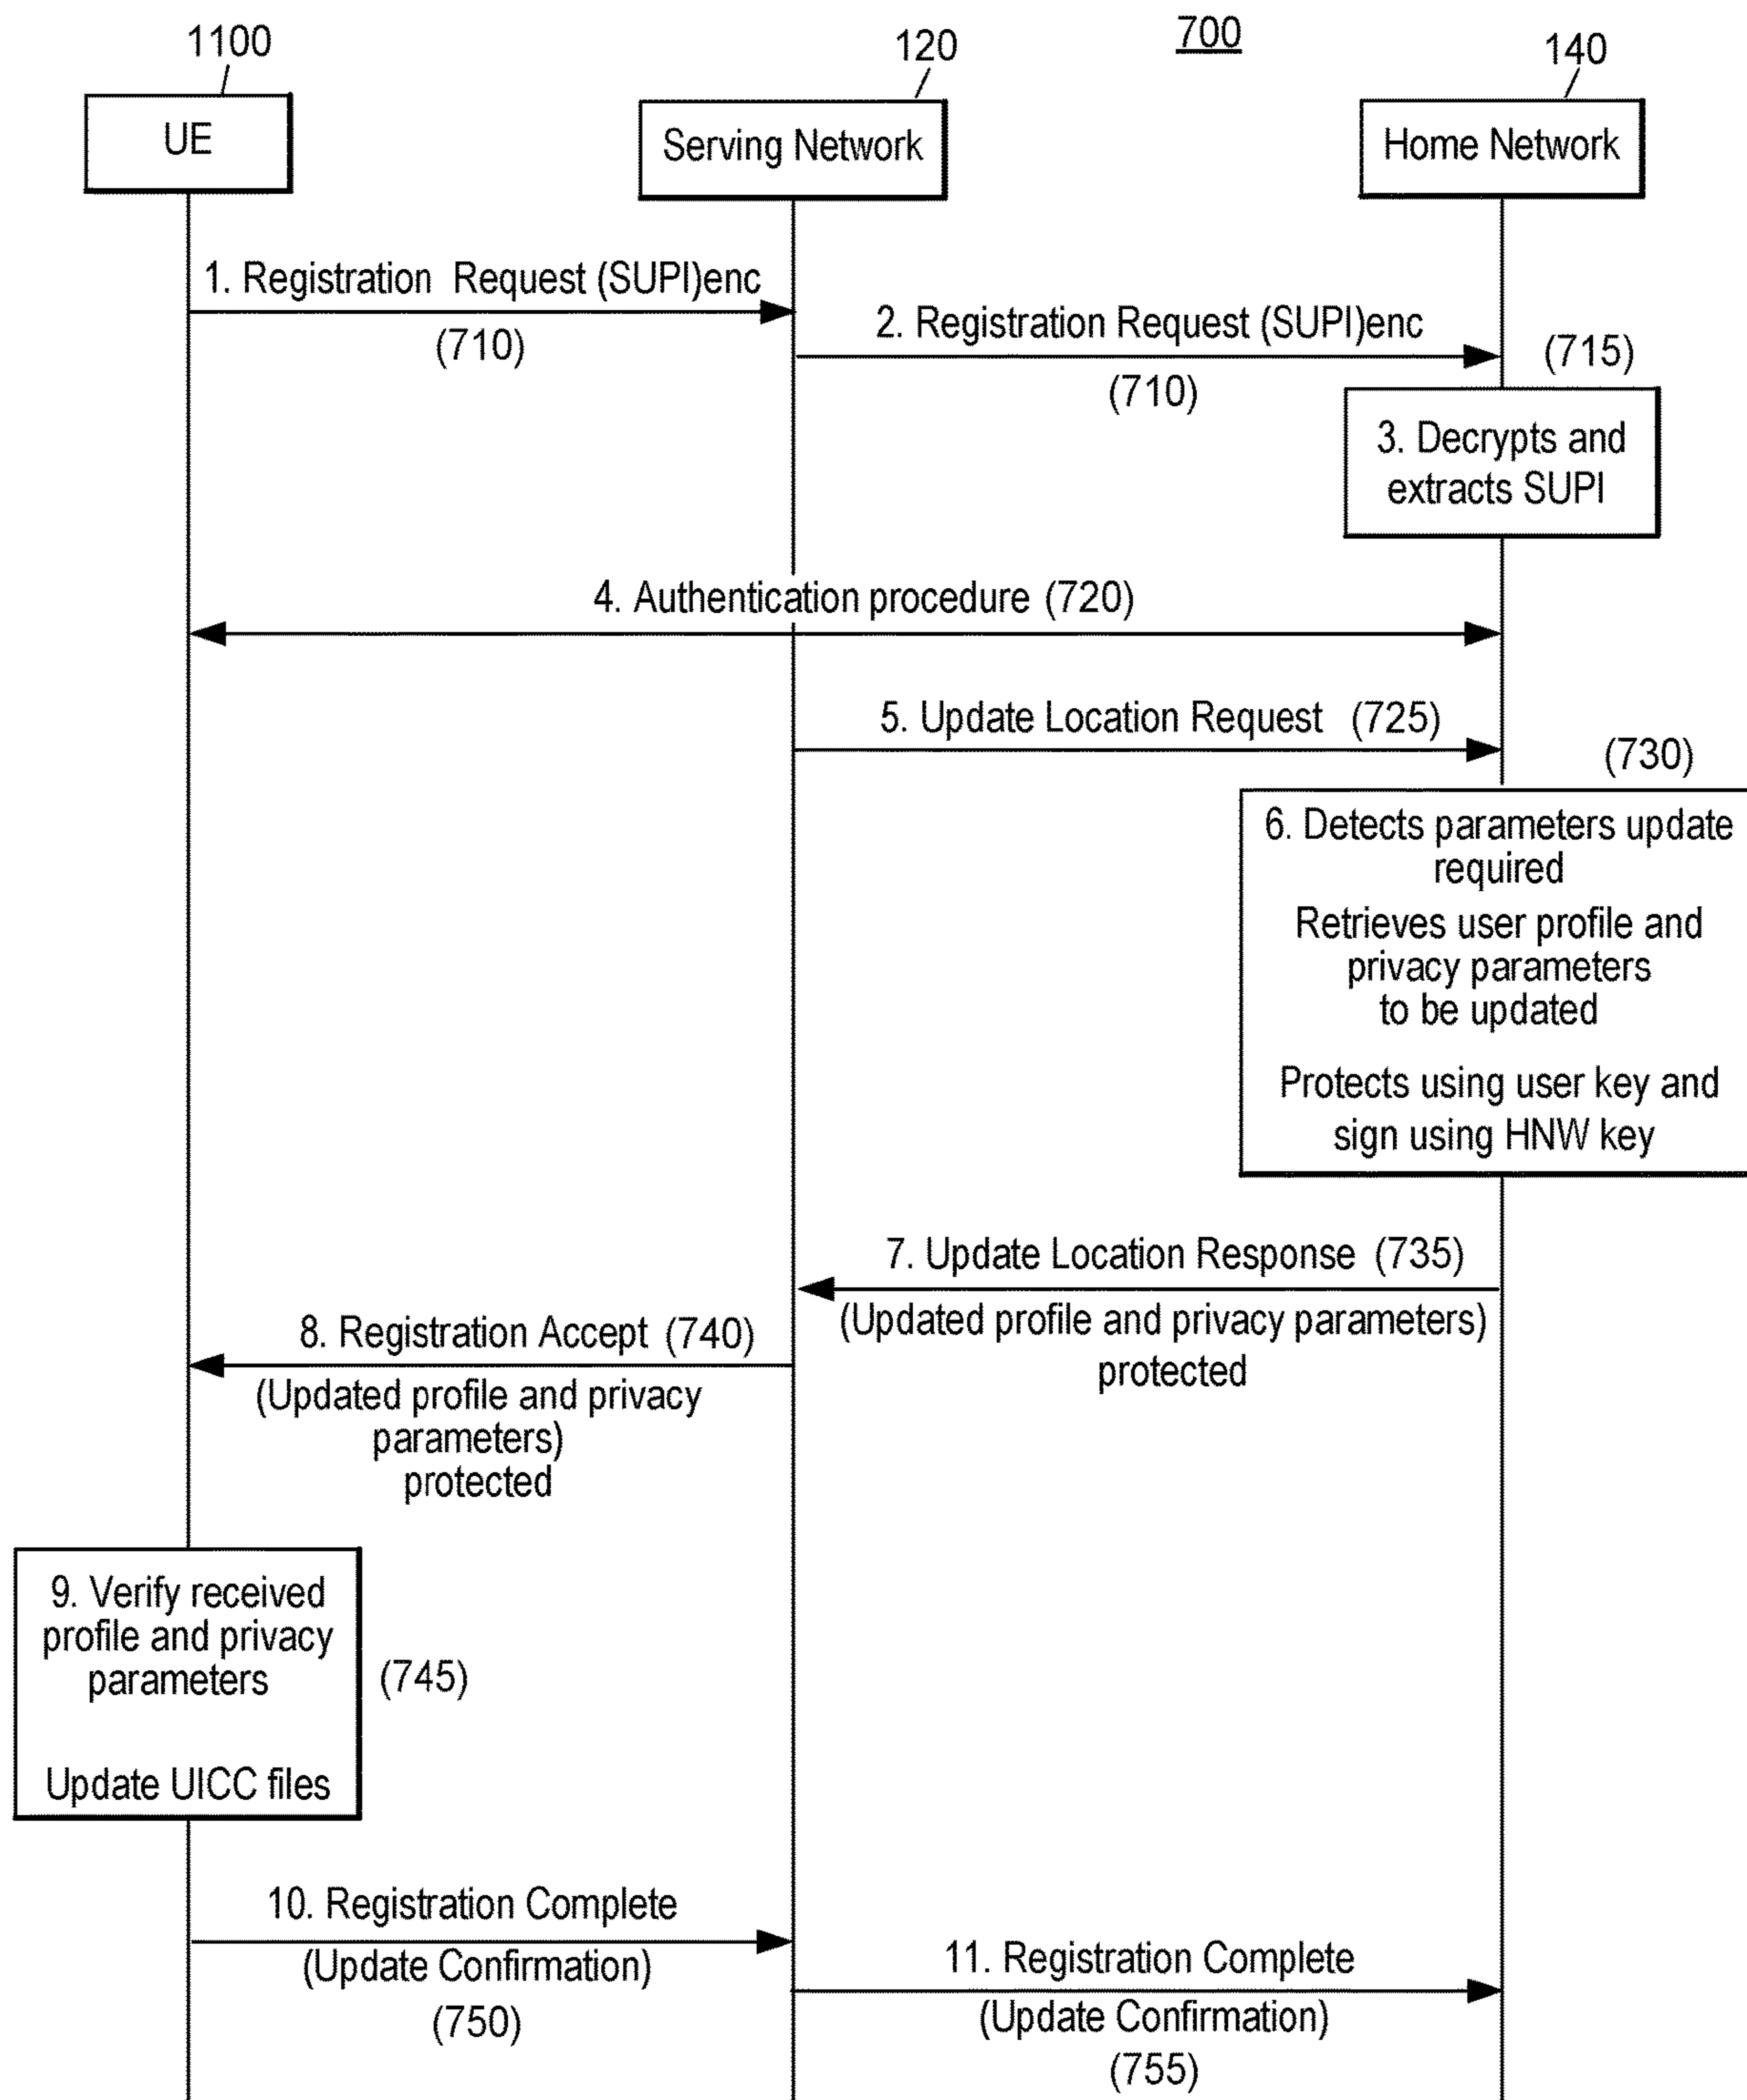 700
1100
120
140
UE
Serving Network
Home Network
1. Registration Request (SUPI)enc
(710)
2. Registration Request (SUPI)enc
(710)
(715)
3. Decrypts and
extracts SUPI
4. Authentication procedure (720)
5. Update Location Request (725)
(730)
6. Detects parameters update
required
Retrieves user profile and
privacy parameters
to be updated
Protects using user key and
sign using HNW key
7. Update Location Response (735)
(Updated profile and privacy parameters)
protected
8. Registration Accept (740)
(Updated profile and privacy
parameters)
protected
9. Verify received
profile and privacy
parameters
(745)
Update UICC files
10. Registration Complete
(Update Confirmation)
(750)
11. Registration Complete
(Update Confirmation)
(755)